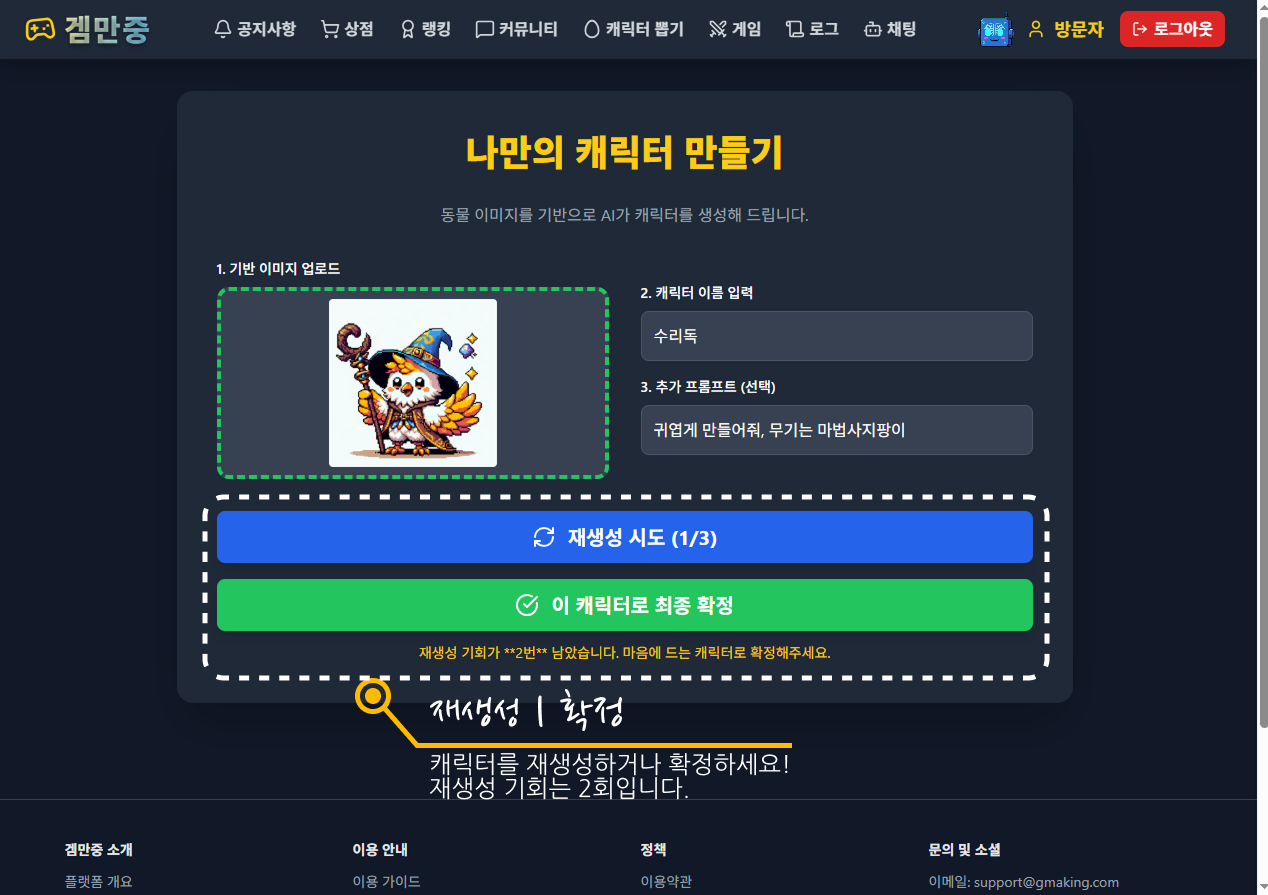 겜만중 공지사항 상점 랭킹 커뮤니티 캐릭터 뽑기 게임 로그 채팅 방문자 로그아웃
나만의 캐릭터 만들기
동물 이미지를 기반으로 AI가 캐릭터를 생성해 드립니다.
1. 기반 이미지 업로드
2. 캐릭터 이름 입력
수리독
3. 추가 프롬프트 (선택)
귀엽게 만들어줘, 무기는 마법사지팡이
재생성 시도 (1/3)
이 캐릭터로 최종 확정
재생성 기회가 **2번** 남았습니다. 마음에 드는 캐릭터로 확정해주세요.
재생성 | 확정
캐릭터를 재생성하거나 확정하세요!
재생성 기회는 2회입니다.
겜만중 소개 이용 안내 정책 문의 및 소셜
플랫폼 개요 이용 가이드 이용약관 이메일: support@gmaking.com